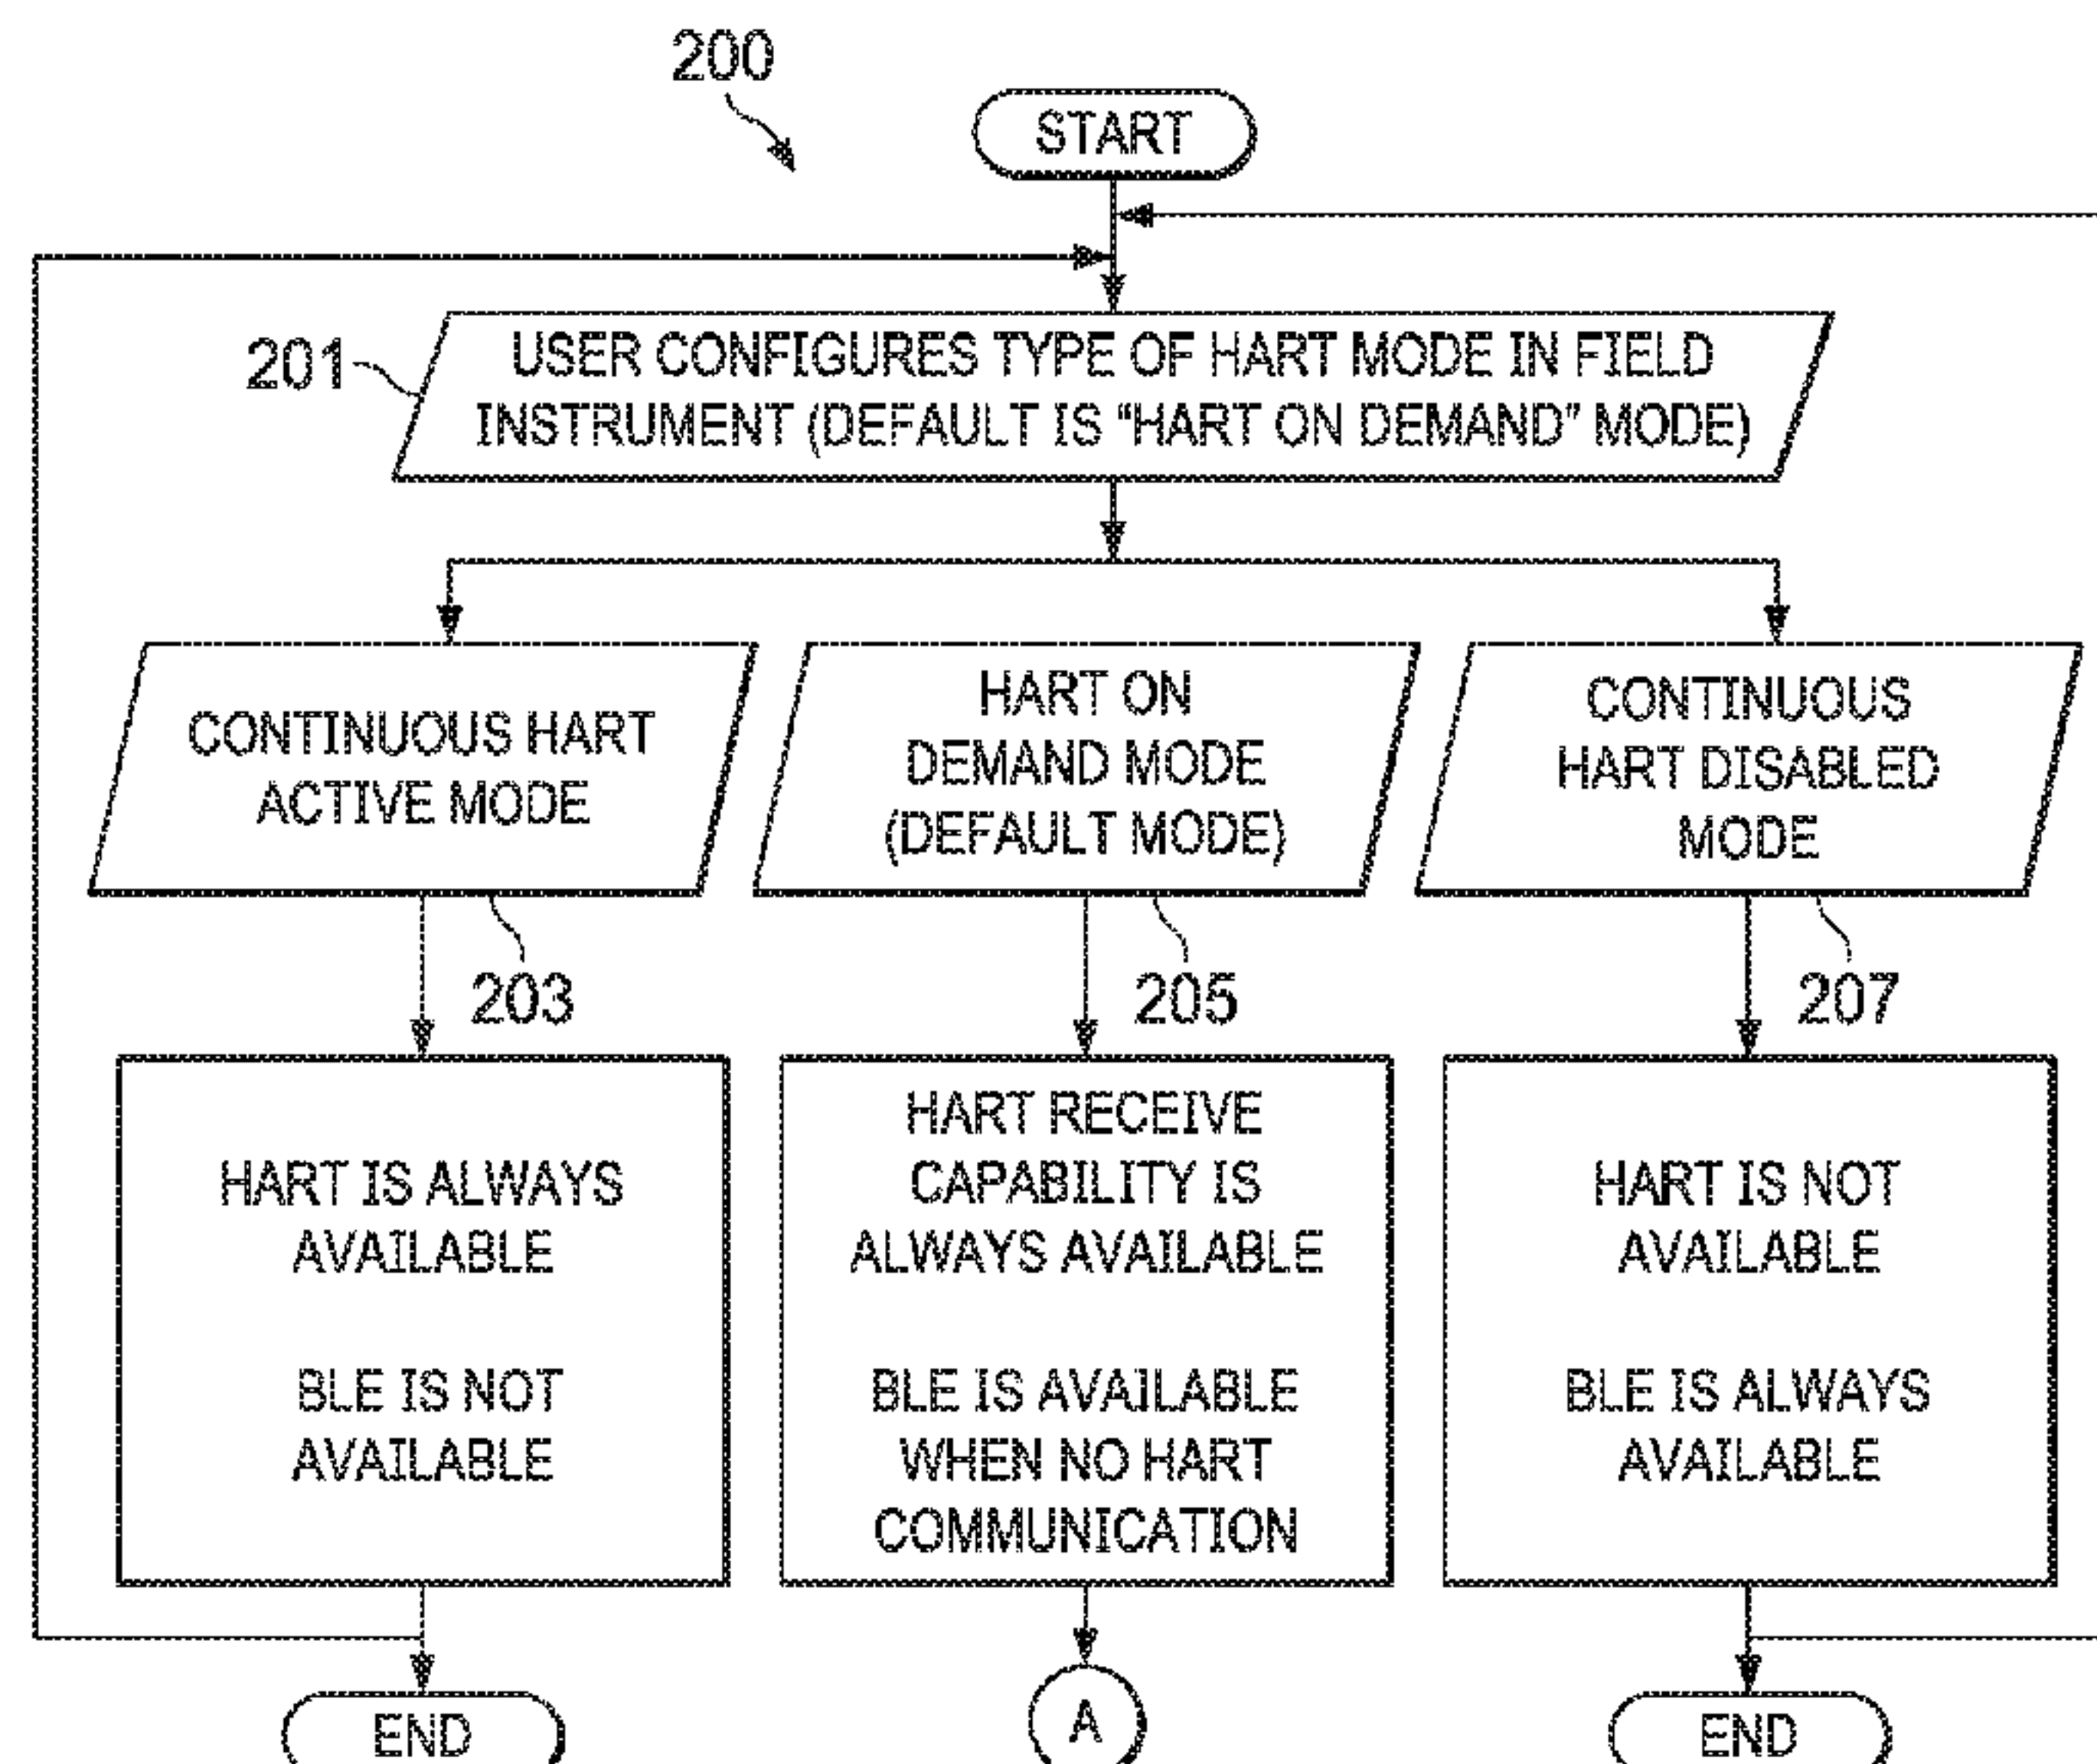 200
START
201
USER CONFIGURES TYPE OF HART MODE IN FIELD
INSTRUMENT (DEFAULT IS “HART ON DEMAND” MODE)
CONTINUOUS HART
ACTIVE MODE
203
HART ON
DEMAND MODE
(DEFAULT MODE)
205
CONTINUOUS
HART DISABLED
MODE
207
HART IS ALWAYS
AVAILABLE
BLE IS NOT
AVAILABLE
HART RECEIVE
CAPABILITY IS
ALWAYS AVAILABLE
BLE IS AVAILABLE
WHEN NO HART
COMMUNICATION
HART IS NOT
AVAILABLE
BLE IS ALWAYS
AVAILABLE
END
A
END